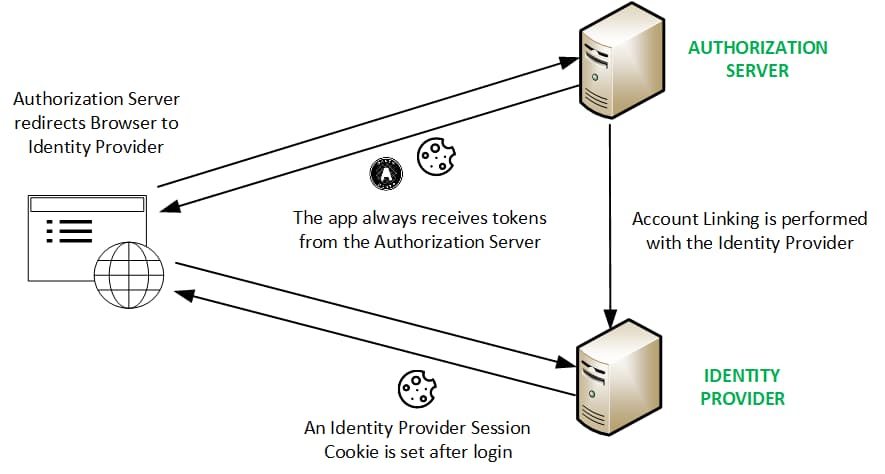 AUTHORIZATION
SERVER
Authorization Server
redirects Browser to
Identity Provider
A
The app always receives tokens
from the Authorization Server
Account Linking is performed
with the Identity Provider
IDENTITY
PROVIDER
An Identity Provider Session
Cookie is set after login